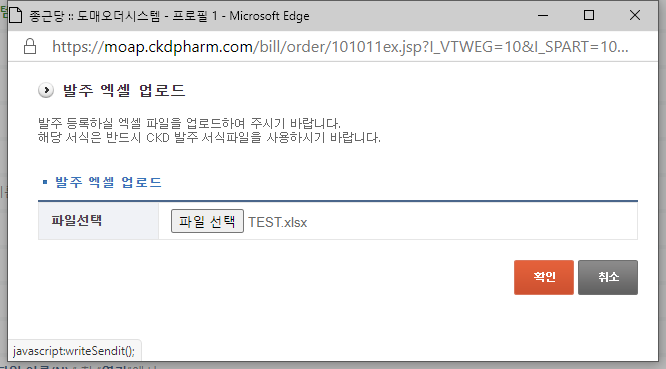 종근당 :: 도매오더시스템 - 프로필 1 - Microsoft Edge
https://moap.ckdpharm.com/bill/order/101011ex.jsp?I_VTWEG=10&I_SPART=10...
발주 엑셀 업로드
발주 등록하실 엑셀 파일을 업로드하여 주시기 바랍니다.
해당 서식은 반드시 CKD 발주 서식파일을 사용하시기 바랍니다.
발주 엑셀 업로드
파일선택
파일 선택 TEST.xlsx
확인 취소
javascript:writeSendit();